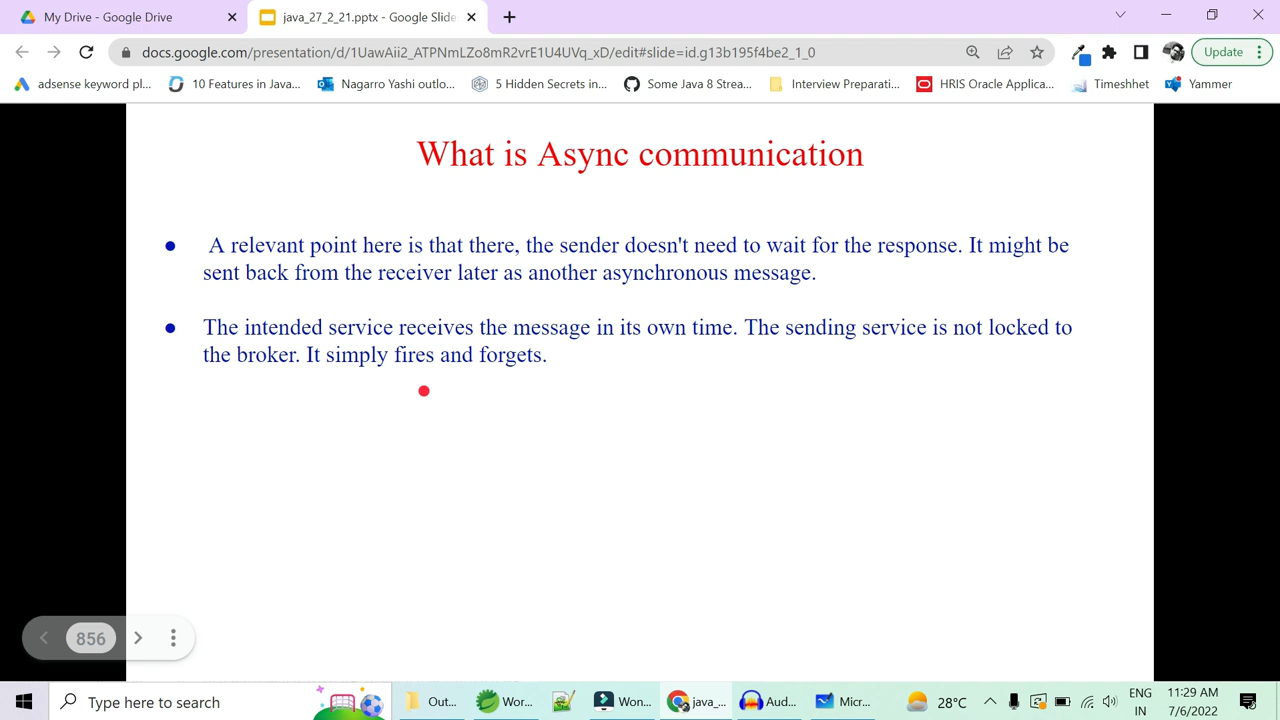 My Drive - Google Drive
java_27_2_21.pptx - Google Slide
docs.google.com/presentation/d/1UawAii2_ATPNmLZo8mR2vrE1U4UVq_xD/edit#slide=id.g13b195f4be2_1_0
Update
adsense keyword pl...
10 Features in Java...
Nagarro Yashi outlo...
5 Hidden Secrets in...
Some Java 8 Strea...
Interview Preparati...
HRIS Oracle Applica...
Timeshhet
Yammer
What is Async communication
● A relevant point here is that there, the sender doesn't need to wait for the response. It might be
sent back from the receiver later as another asynchronous message.
● The intended service receives the message in its own time. The sending service is not locked to
the broker. It simply fires and forgets.
856
Type here to search
Out...
Wor...
Won...
java_...
Aud...
Micr...
28°C
ENG
IN
11:29 AM
7/6/2022